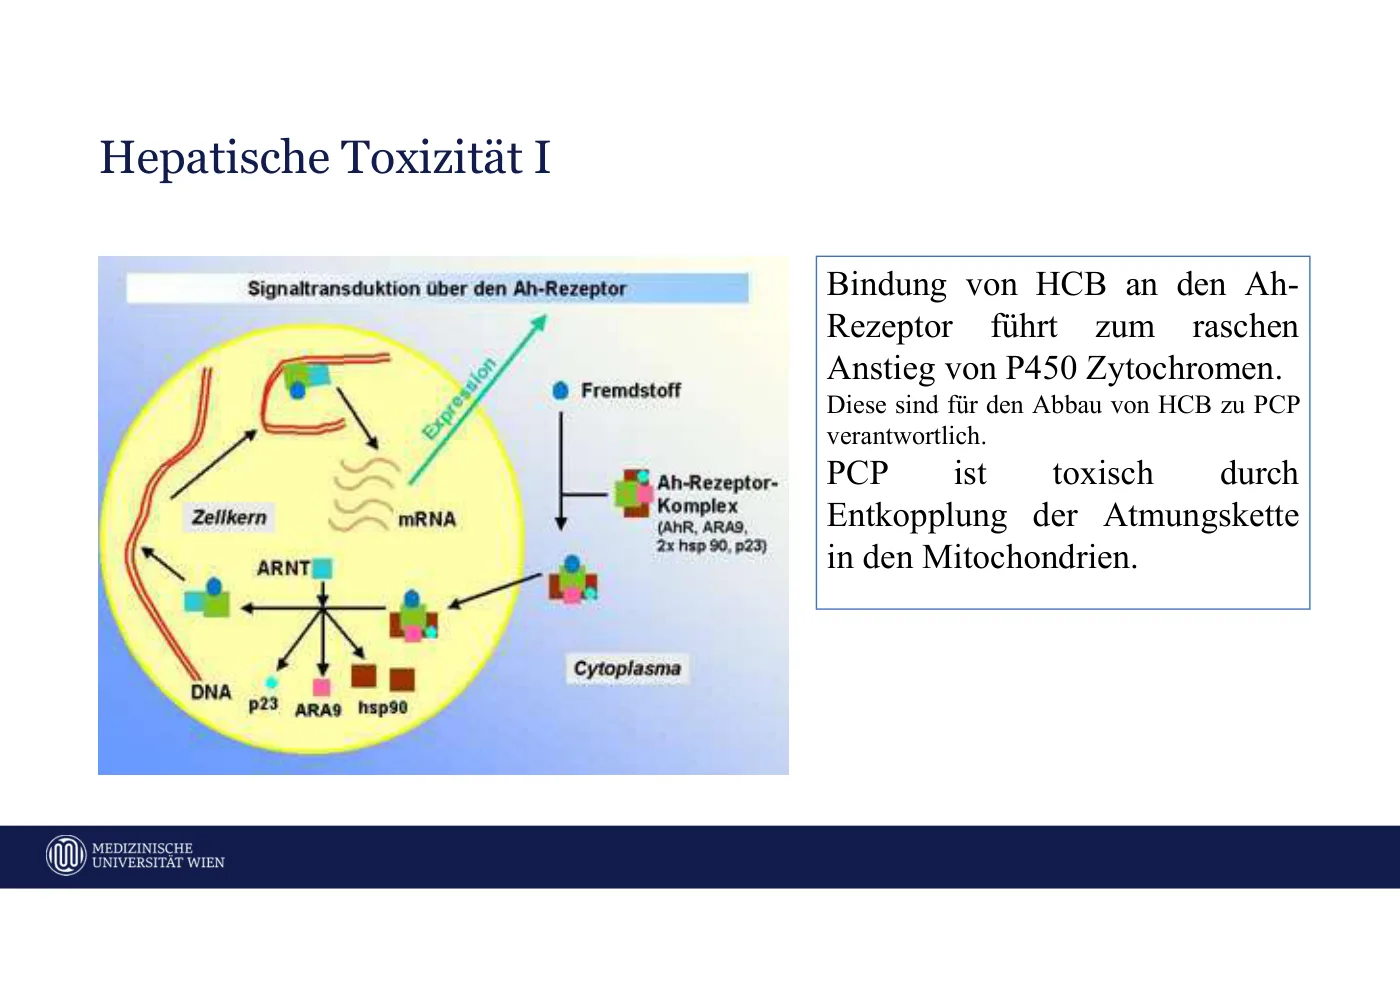 Hepatische Toxizität I
Signaltransduktion über den Ah-Rezeptor
Expression
Fremdstoff
Ah-Rezeptor-
Komplex
(AhR, ARA9,
2x hsp 90, p23)
Zellkern
mRNA
ARNT
Cytoplasma
DNA
p23
ARA9
hsp90
Bindung von HCB an den Ah-
Rezeptor führt zum raschen
Anstieg von P450 Zytochromen.
Diese sind für den Abbau von HCB zu PCP
verantwortlich.
PCP ist toxisch durch
Entkopplung der Atmungskette
in den Mitochondrien.
MEDIZINISCHE
UNIVERSITÄT WIEN